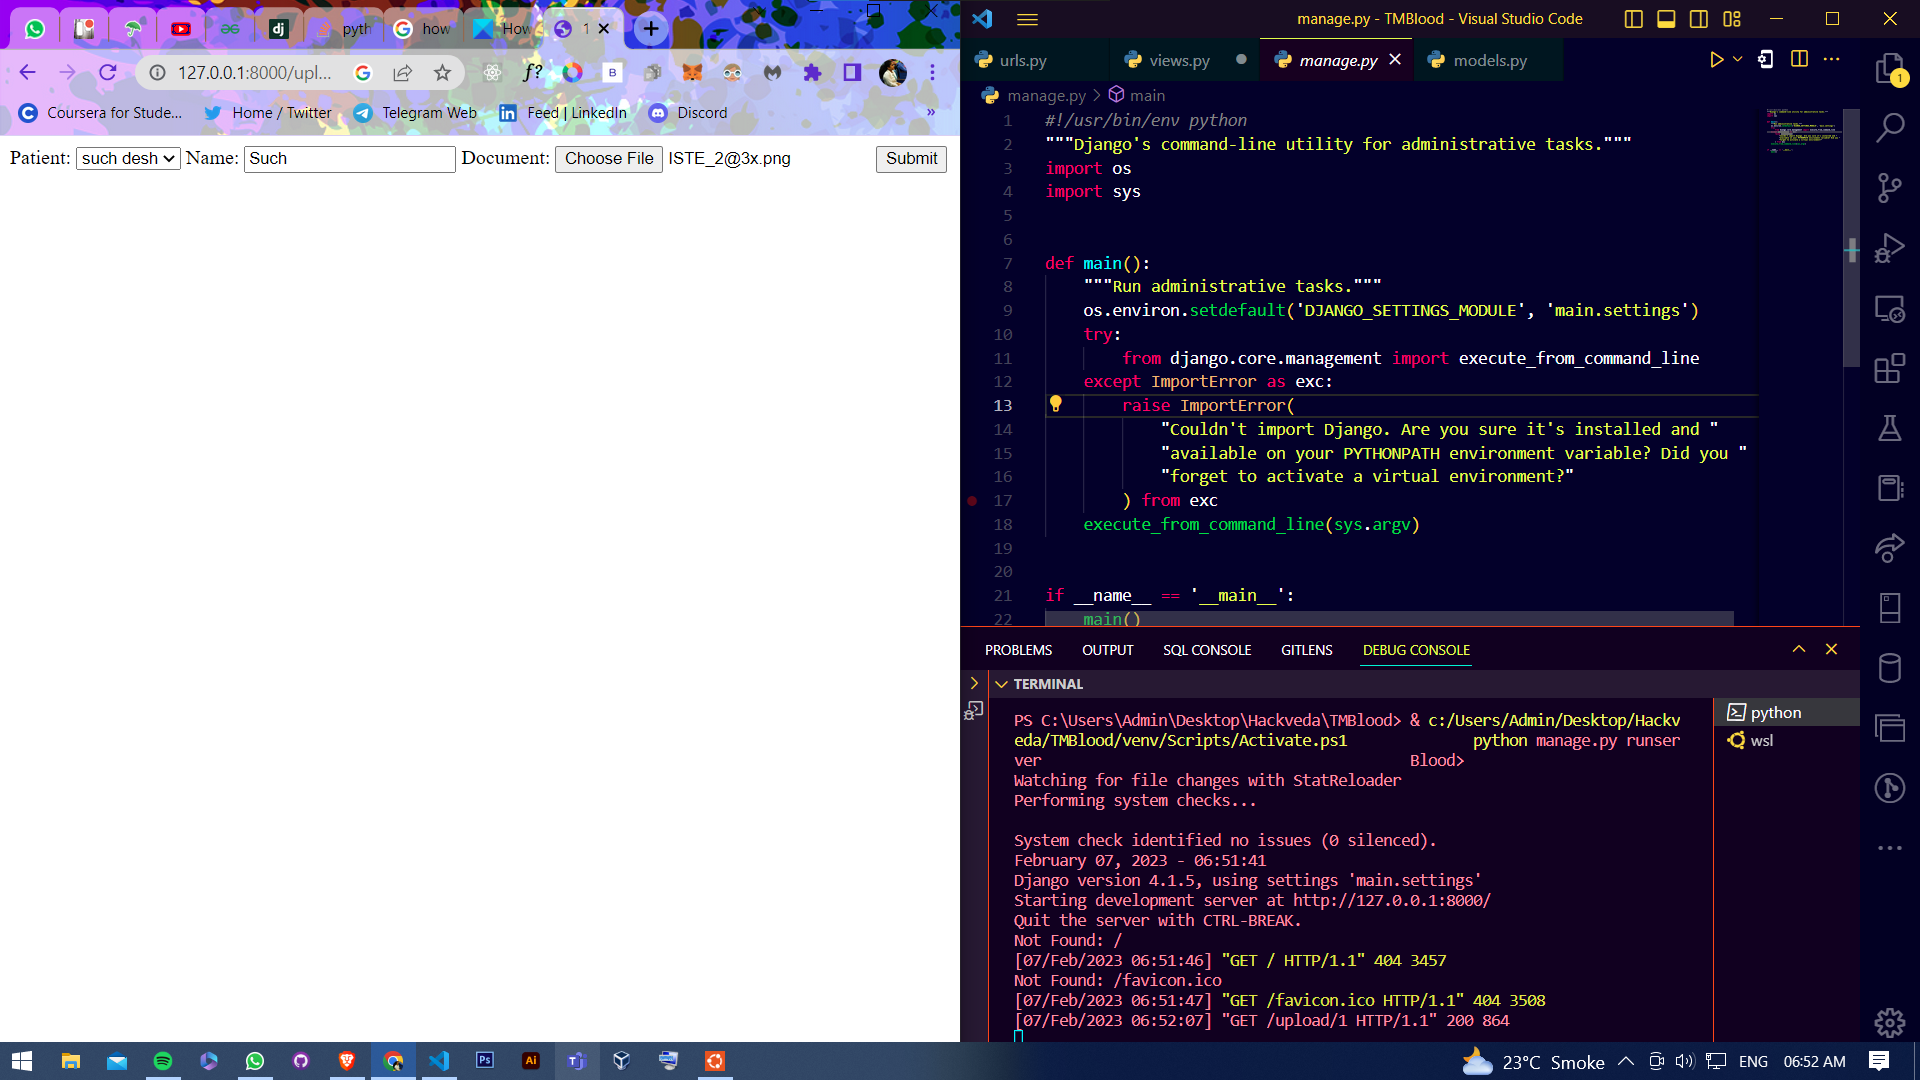 pyth
how
How
1
127.0.0.1:8000/upl...
Coursera for Stude...
Home / Twitter
Telegram Web
Feed | LinkedIn
Discord
»
Patient: such desh Name: Such Document: Choose File ISTE_2@3x.png Submit
manage.py - TMBlood - Visual Studio Code
urls.py
views.py
manage.py
models.py
manage.py > main
1 #!/usr/bin/env python
2 """Django's command-line utility for administrative tasks."""
3 import os
4 import sys
5
6
7 def main():
8 """Run administrative tasks."""
9 os.environ.setdefault('DJANGO_SETTINGS_MODULE', 'main.settings')
10 try:
11 from django.core.management import execute_from_command_line
12 except ImportError as exc:
13 raise ImportError(
14 "Couldn't import Django. Are you sure it's installed and "
15 "available on your PYTHONPATH environment variable? Did you "
16 "forget to activate a virtual environment?"
17 ) from exc
18 execute_from_command_line(sys.argv)
19
20
21 if __name__ == '__main__':
22 main()
PROBLEMS OUTPUT SQL CONSOLE GITLENS DEBUG CONSOLE
TERMINAL
PS C:\Users\Admin\Desktop\Hackveda\TMBlood> & c:/Users/Admin/Desktop/Hackv
eda/TMBlood/venv/Scripts/Activate.ps1 python manage.py runser
ver Blood>
Watching for file changes with StatReloader
Performing system checks...
System check identified no issues (0 silenced).
February 07, 2023 - 06:51:41
Django version 4.1.5, using settings 'main.settings'
Starting development server at http://127.0.0.1:8000/
Quit the server with CTRL-BREAK.
Not Found: /
[07/Feb/2023 06:51:46] "GET / HTTP/1.1" 404 3457
Not Found: /favicon.ico
[07/Feb/2023 06:51:47] "GET /favicon.ico HTTP/1.1" 404 3508
[07/Feb/2023 06:52:07] "GET /upload/1 HTTP/1.1" 200 864
python
wsl
1
23°C Smoke
ENG
06:52 AM